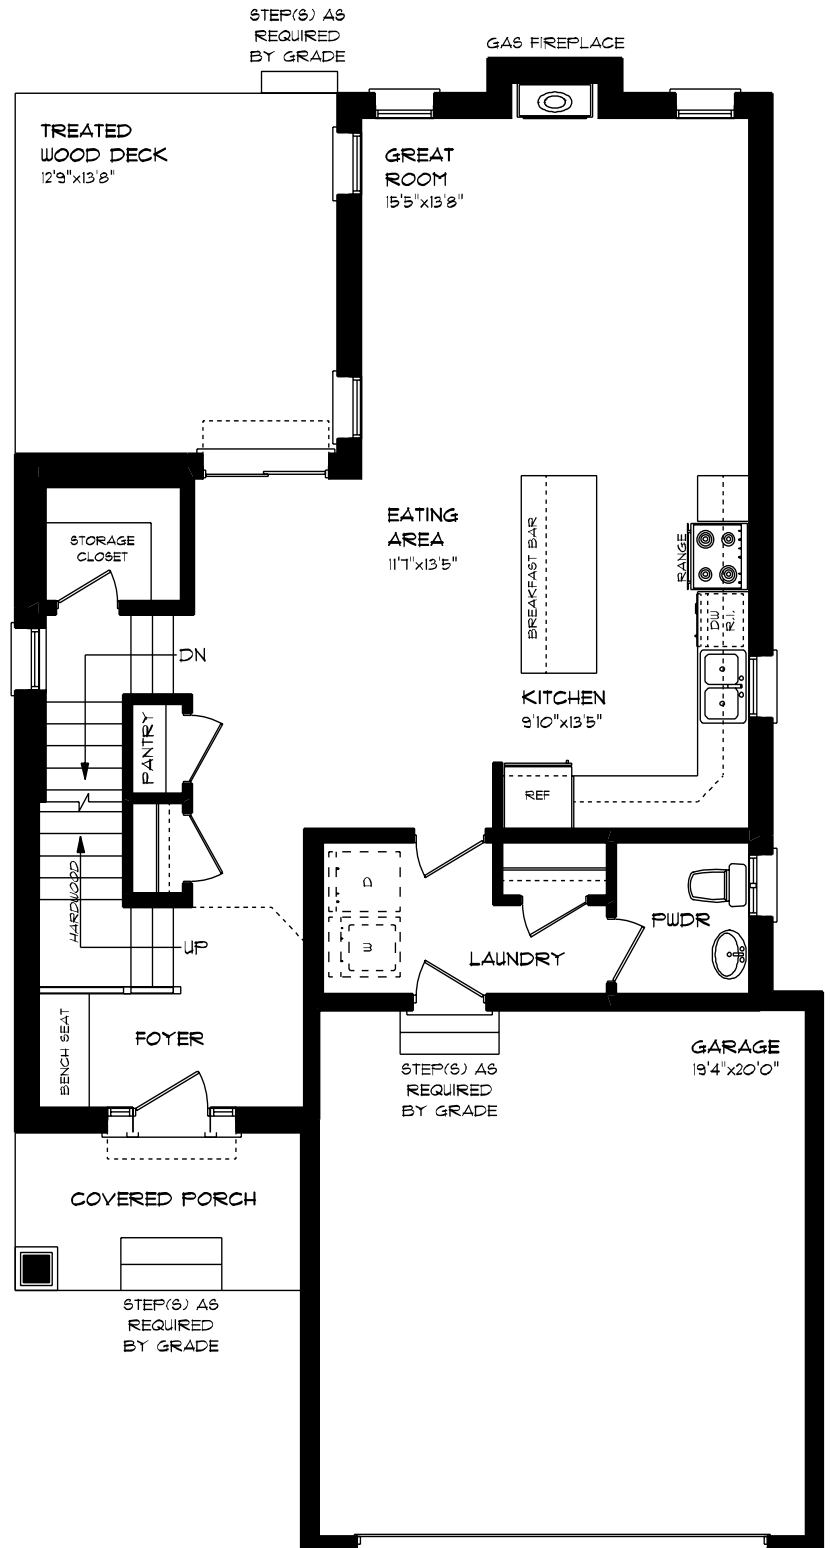 STEP(S) AS
REQUIRED
BY GRADE
GAS FIREPLACE
TREATED
WOOD DECK
12'9"x13'8"
GREAT
ROOM
15'5"x13'8"
STORAGE
CLOSET
EATING
AREA
11'7"x13'5"
BREAKFAST BAR
RANGE
DW
R.I.
DN
KITCHEN
9'10"x13'5"
PANTRY
REF
HARDWOOD
UP
D
W
LAUNDRY
PWDR
BENCH SEAT
FOYER
STEP(S) AS
REQUIRED
BY GRADE
GARAGE
19'4"x20'0"
COVERED PORCH
STEP(S) AS
REQUIRED
BY GRADE